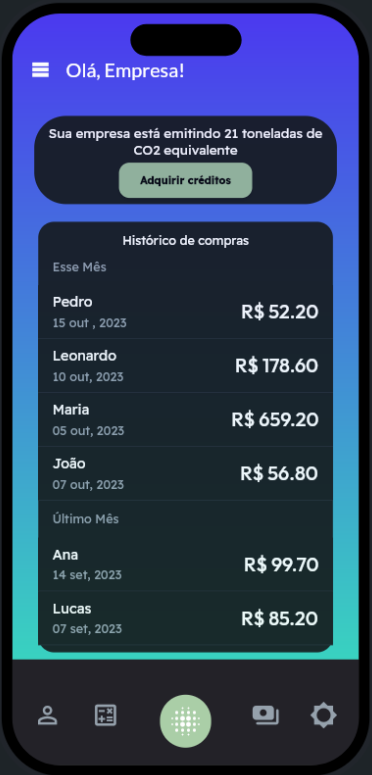 Olá, Empresa!
Sua empresa está emitindo 21 toneladas de
CO2 equivalente
Adquirir créditos
Histórico de compras
Esse Mês
Pedro
R$ 52.20
15 out , 2023
Leonardo
R$ 178.60
10 out, 2023
Maria
R$ 659.20
05 out, 2023
João
R$ 56.80
07 out, 2023
Último Mês
Ana
R$ 99.70
14 set, 2023
Lucas
R$ 85.20
07 set, 2023